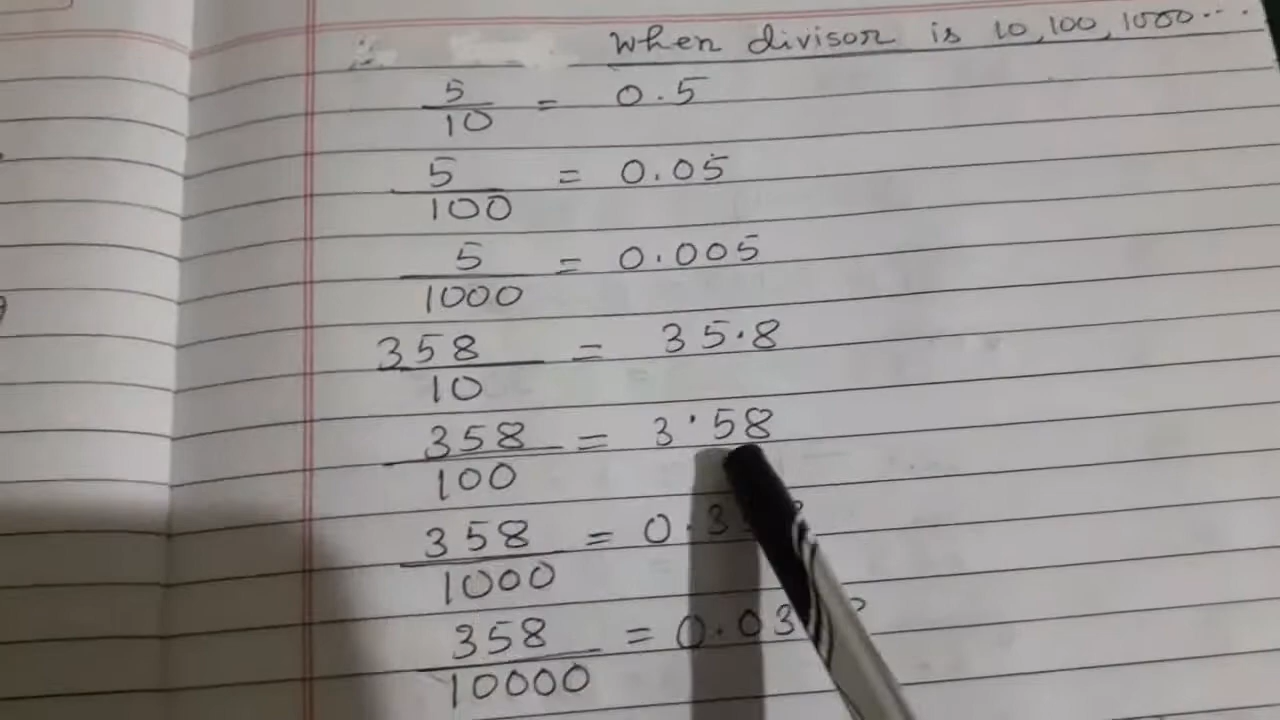 When divisor is 10, 100, 1000...
5/10 = 0.5
5/100 = 0.05
5/1000 = 0.005
358/10 = 35.8
358/100 = 3.58
358/1000 = 0.3
358/10000 = 0.03